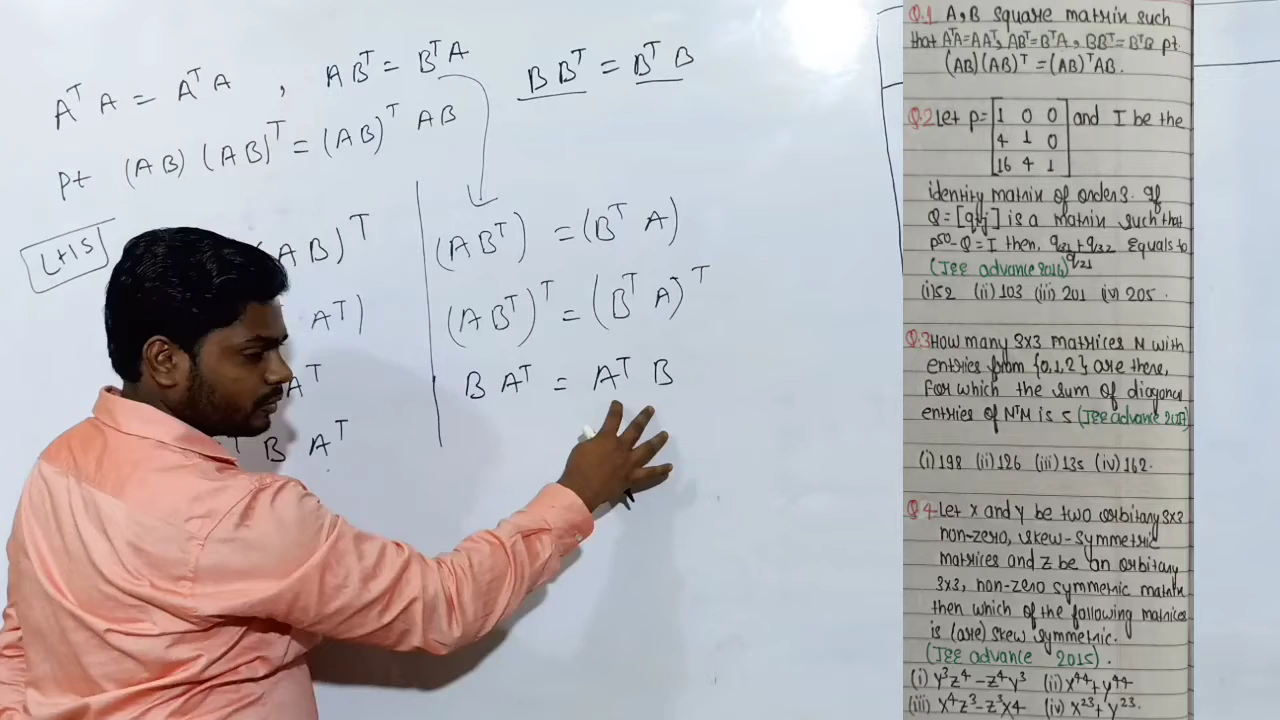 AᵀA = AᵀA , ABᵀ = BᵀA BBᵀ = BᵀB
Pt (AB)(AB)ᵀ = (AB)ᵀ AB
LHS
AB)ᵀ
Aᵀ)
Aᵀ
ᵀ B Aᵀ
(ABᵀ) = (Bᵀ A)
(ABᵀ)ᵀ = (Bᵀ A)ᵀ
B Aᵀ = Aᵀ B
Q.1 A,B square matrix such
that AᵀA=AAᵀ, ABᵀ=BᵀA, BBᵀ=BᵀB pt.
(AB)(AB)ᵀ = (AB)ᵀAB.
Q.2 Let p= [1 0 0 and I be the
4 1 0
16 4 1]
identity matrix of order 3. If
Q = [qij] is a matrix such that
p⁵⁰-Q=I then, q₃₁+q₃₂ equals to
(JEE advance 2016) q₂₁
(i) 52 (ii) 103 (iii) 201 (iv) 205.
Q.3 How many 3x3 matrices M with
entries from {0,1,2} are there,
for which the sum of diagonal
entries of MᵀM is 5 (JEE advance 2017)
(i) 198 (ii) 126 (iii) 135 (iv) 162.
Q.4 Let x and y be two orbitary 3x3
non-zero, skew-symmetric
matrices and z be an orbitary
3x3, non-zero symmetric matrix
then which of the following matrices
is (are) skew symmetric.
(JEE advance 2015).
(i) y³z⁴-z⁴y³ (ii) x⁴⁴+y⁴⁴
(iii) x⁴z³-z³x4 (iv) x²³+y²³.